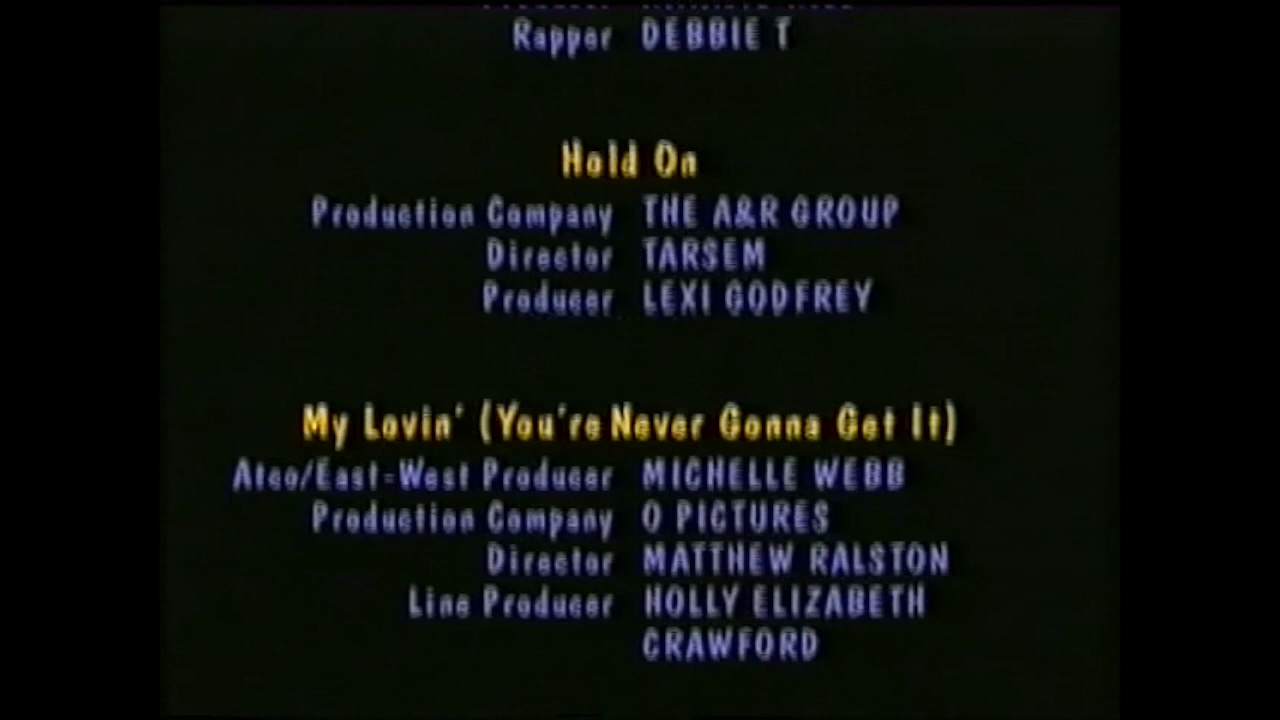 Rapper DEBBIE T
Hold On
Production Company THE A&R GROUP
Director TARSEM
Producer LEXI GODFREY
My Lovin' (You're Never Gonna Get It)
Atco/East-West Producer MICHELLE WEBB
Production Company O PICTURES
Director MATTHEW RALSTON
Line Producer HOLLY ELIZABETH
CRAWFORD